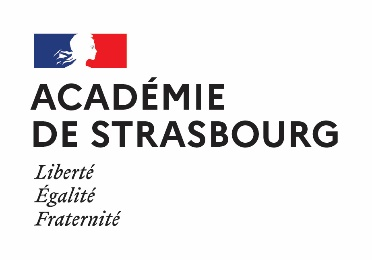 ACADÉMIE
DE STRASBOURG
Liberté
Égalité
Fraternité